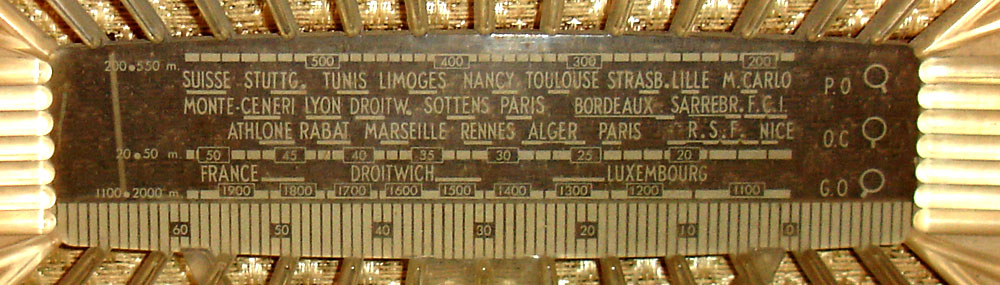 200.550 m. 500 400 300 200
SUISSE STUTTG. TUNIS LIMOGES NANCY TOULOUSE STRASB. LILLE M. CARLO P.O
MONTE-CENERI LYON DROITW. SOTTENS PARIS BORDEAUX SARREBR. F.C.I.
ATHLONE RABAT MARSEILLE RENNES ALGER PARIS R.S.F. NICE O.C
20.50 m. 50 45 40 35 30 25 20
FRANCE DROITWICH LUXEMBOURG
1100.2000 m. 1900 1800 1700 1600 1500 1400 1300 1200 1100 G.O
60 50 40 30 20 10 0